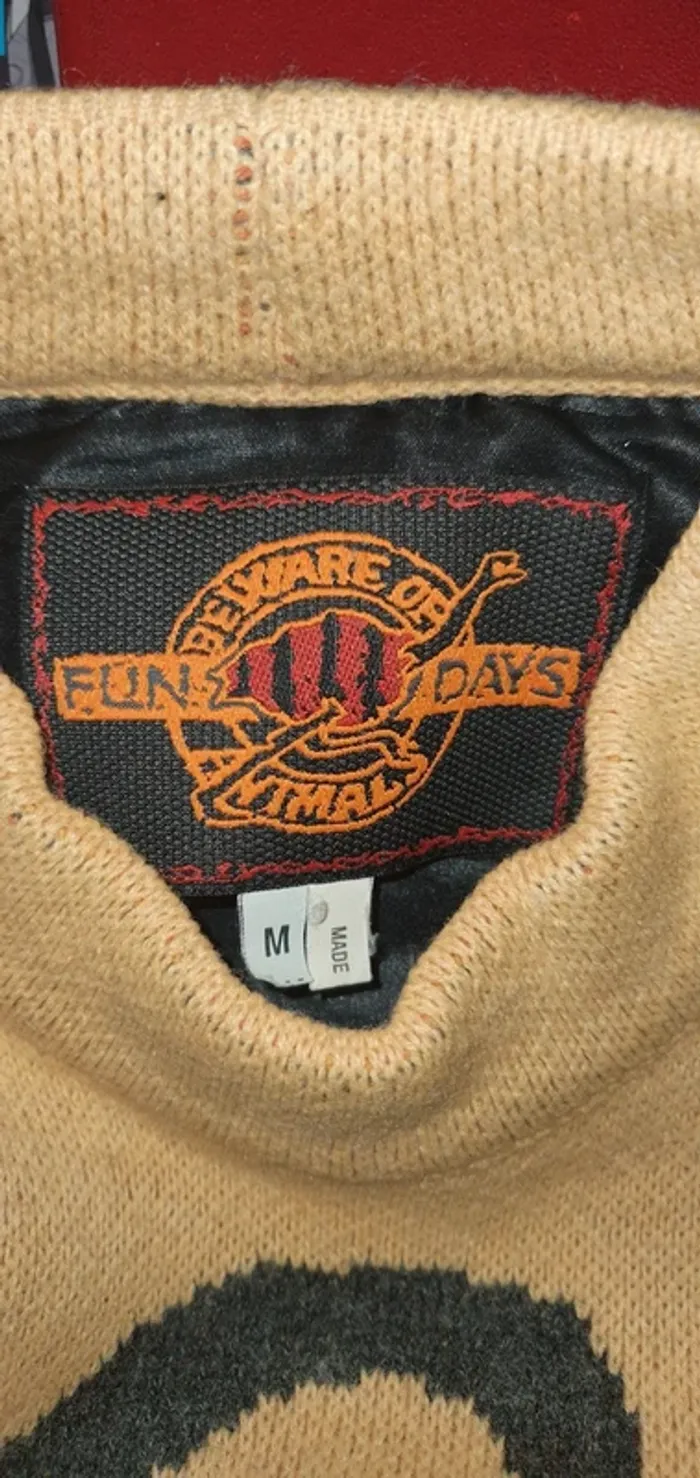 BEWARE OF
FUN DAYS
ANIMALS
M
MADE